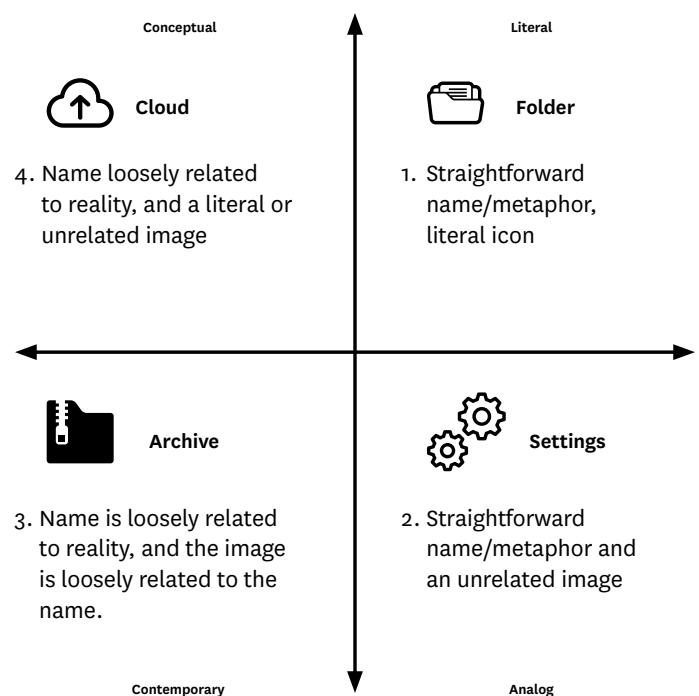 Conceptual
Literal
Cloud
Folder
4. Name loosely related
to reality, and a literal or
unrelated image
1. Straightforward
name/metaphor,
literal icon
Archive
Settings
3. Name is loosely related
to reality, and the image
is loosely related to the
name.
2. Straightforward
name/metaphor and
an unrelated image
Contemporary
Analog